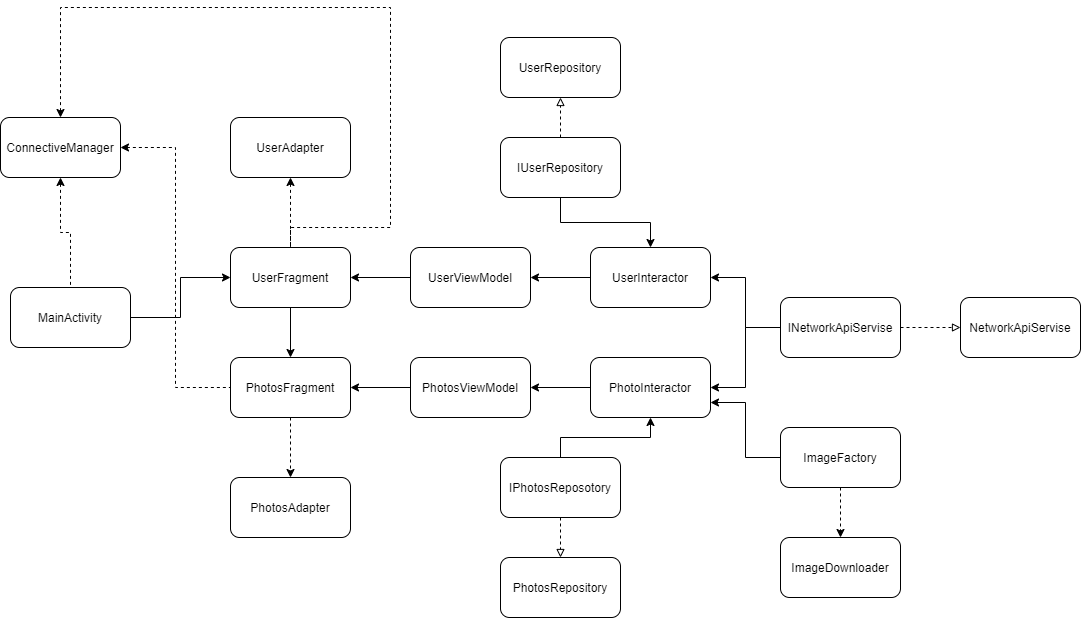 UserRepository
ConnectiveManager
UserAdapter
IUserRepository
UserFragment
UserViewModel
UserInteractor
MainActivity
INetworkApiServise
NetworkApiServise
PhotosFragment
PhotosViewModel
PhotoInteractor
ImageFactory
PhotosAdapter
IPhotosReposotory
ImageDownloader
PhotosRepository